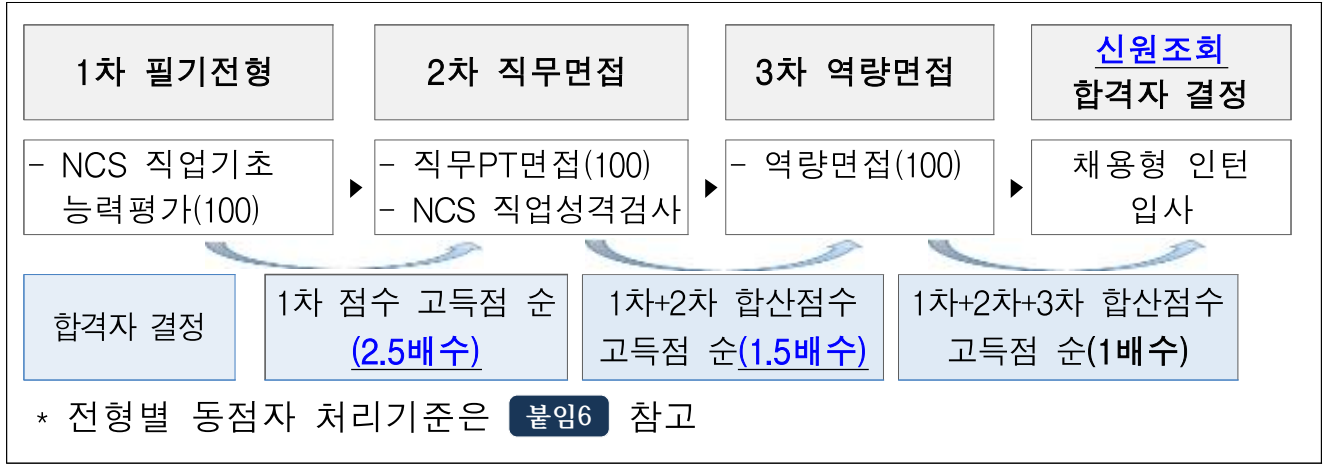 1차 필기전형
2차 직무면접
3차 역량면접
신원조회
합격자 결정
- NCS 직업기초
능력평가(100)
▶
- 직무PT면접(100)
- NCS 직업성격검사
▶
- 역량면접(100)
▶
채용형 인턴
입사
합격자 결정
1차 점수 고득점 순
(2.5배수)
1차+2차 합산점수
고득점 순(1.5배수)
1차+2차+3차 합산점수
고득점 순(1배수)
* 전형별 동점자 처리기준은 붙임6 참고